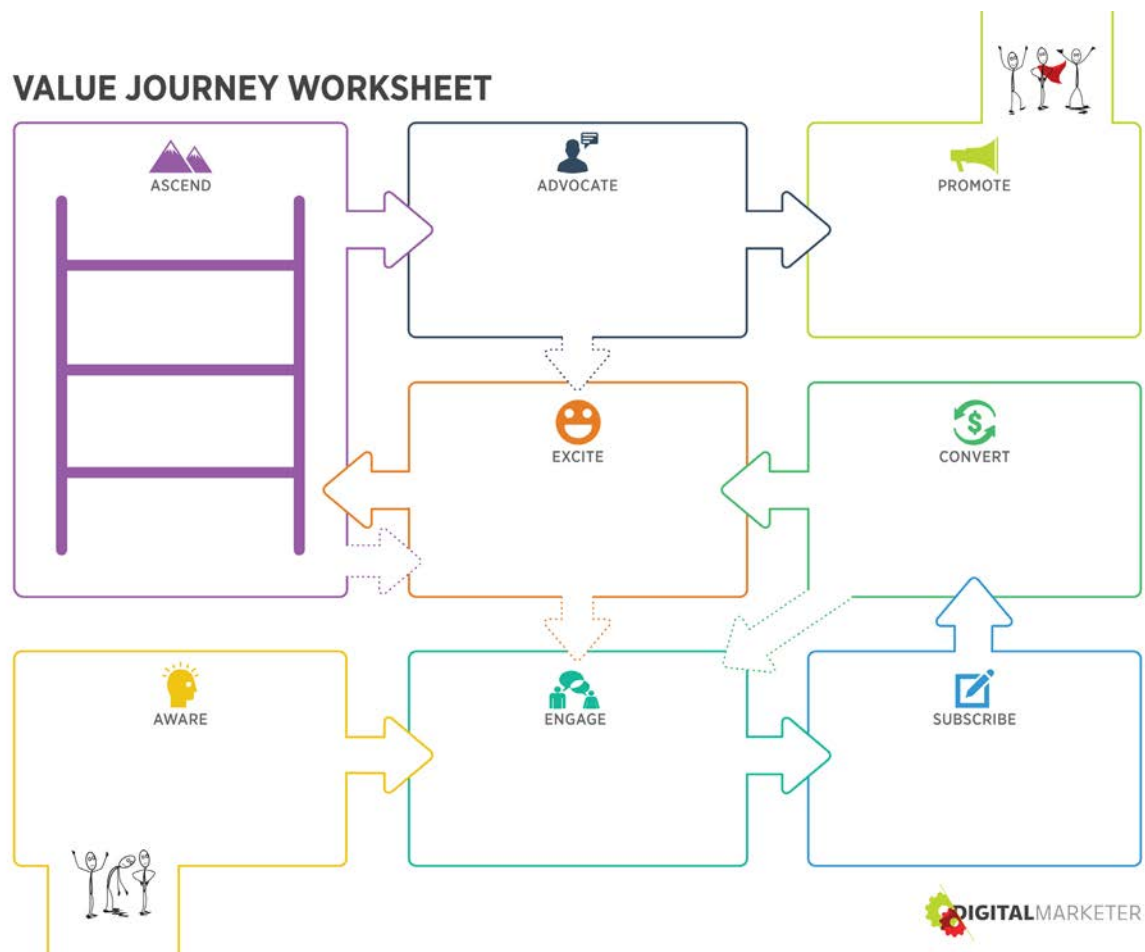 VALUE JOURNEY WORKSHEET
ASCEND
ADVOCATE
PROMOTE
EXCITE
$
CONVERT
AWARE
ENGAGE
SUBSCRIBE
DIGITALMARKETER